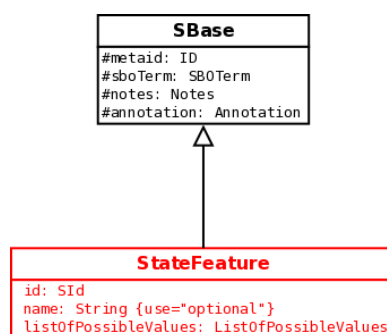 SBase
#metaid: ID
#sboTerm: SBOTerm
#notes: Notes
#annotation: Annotation
StateFeature
id: SId
name: String {use="optional"}
listOfPossibleValues: ListOfPossibleValues